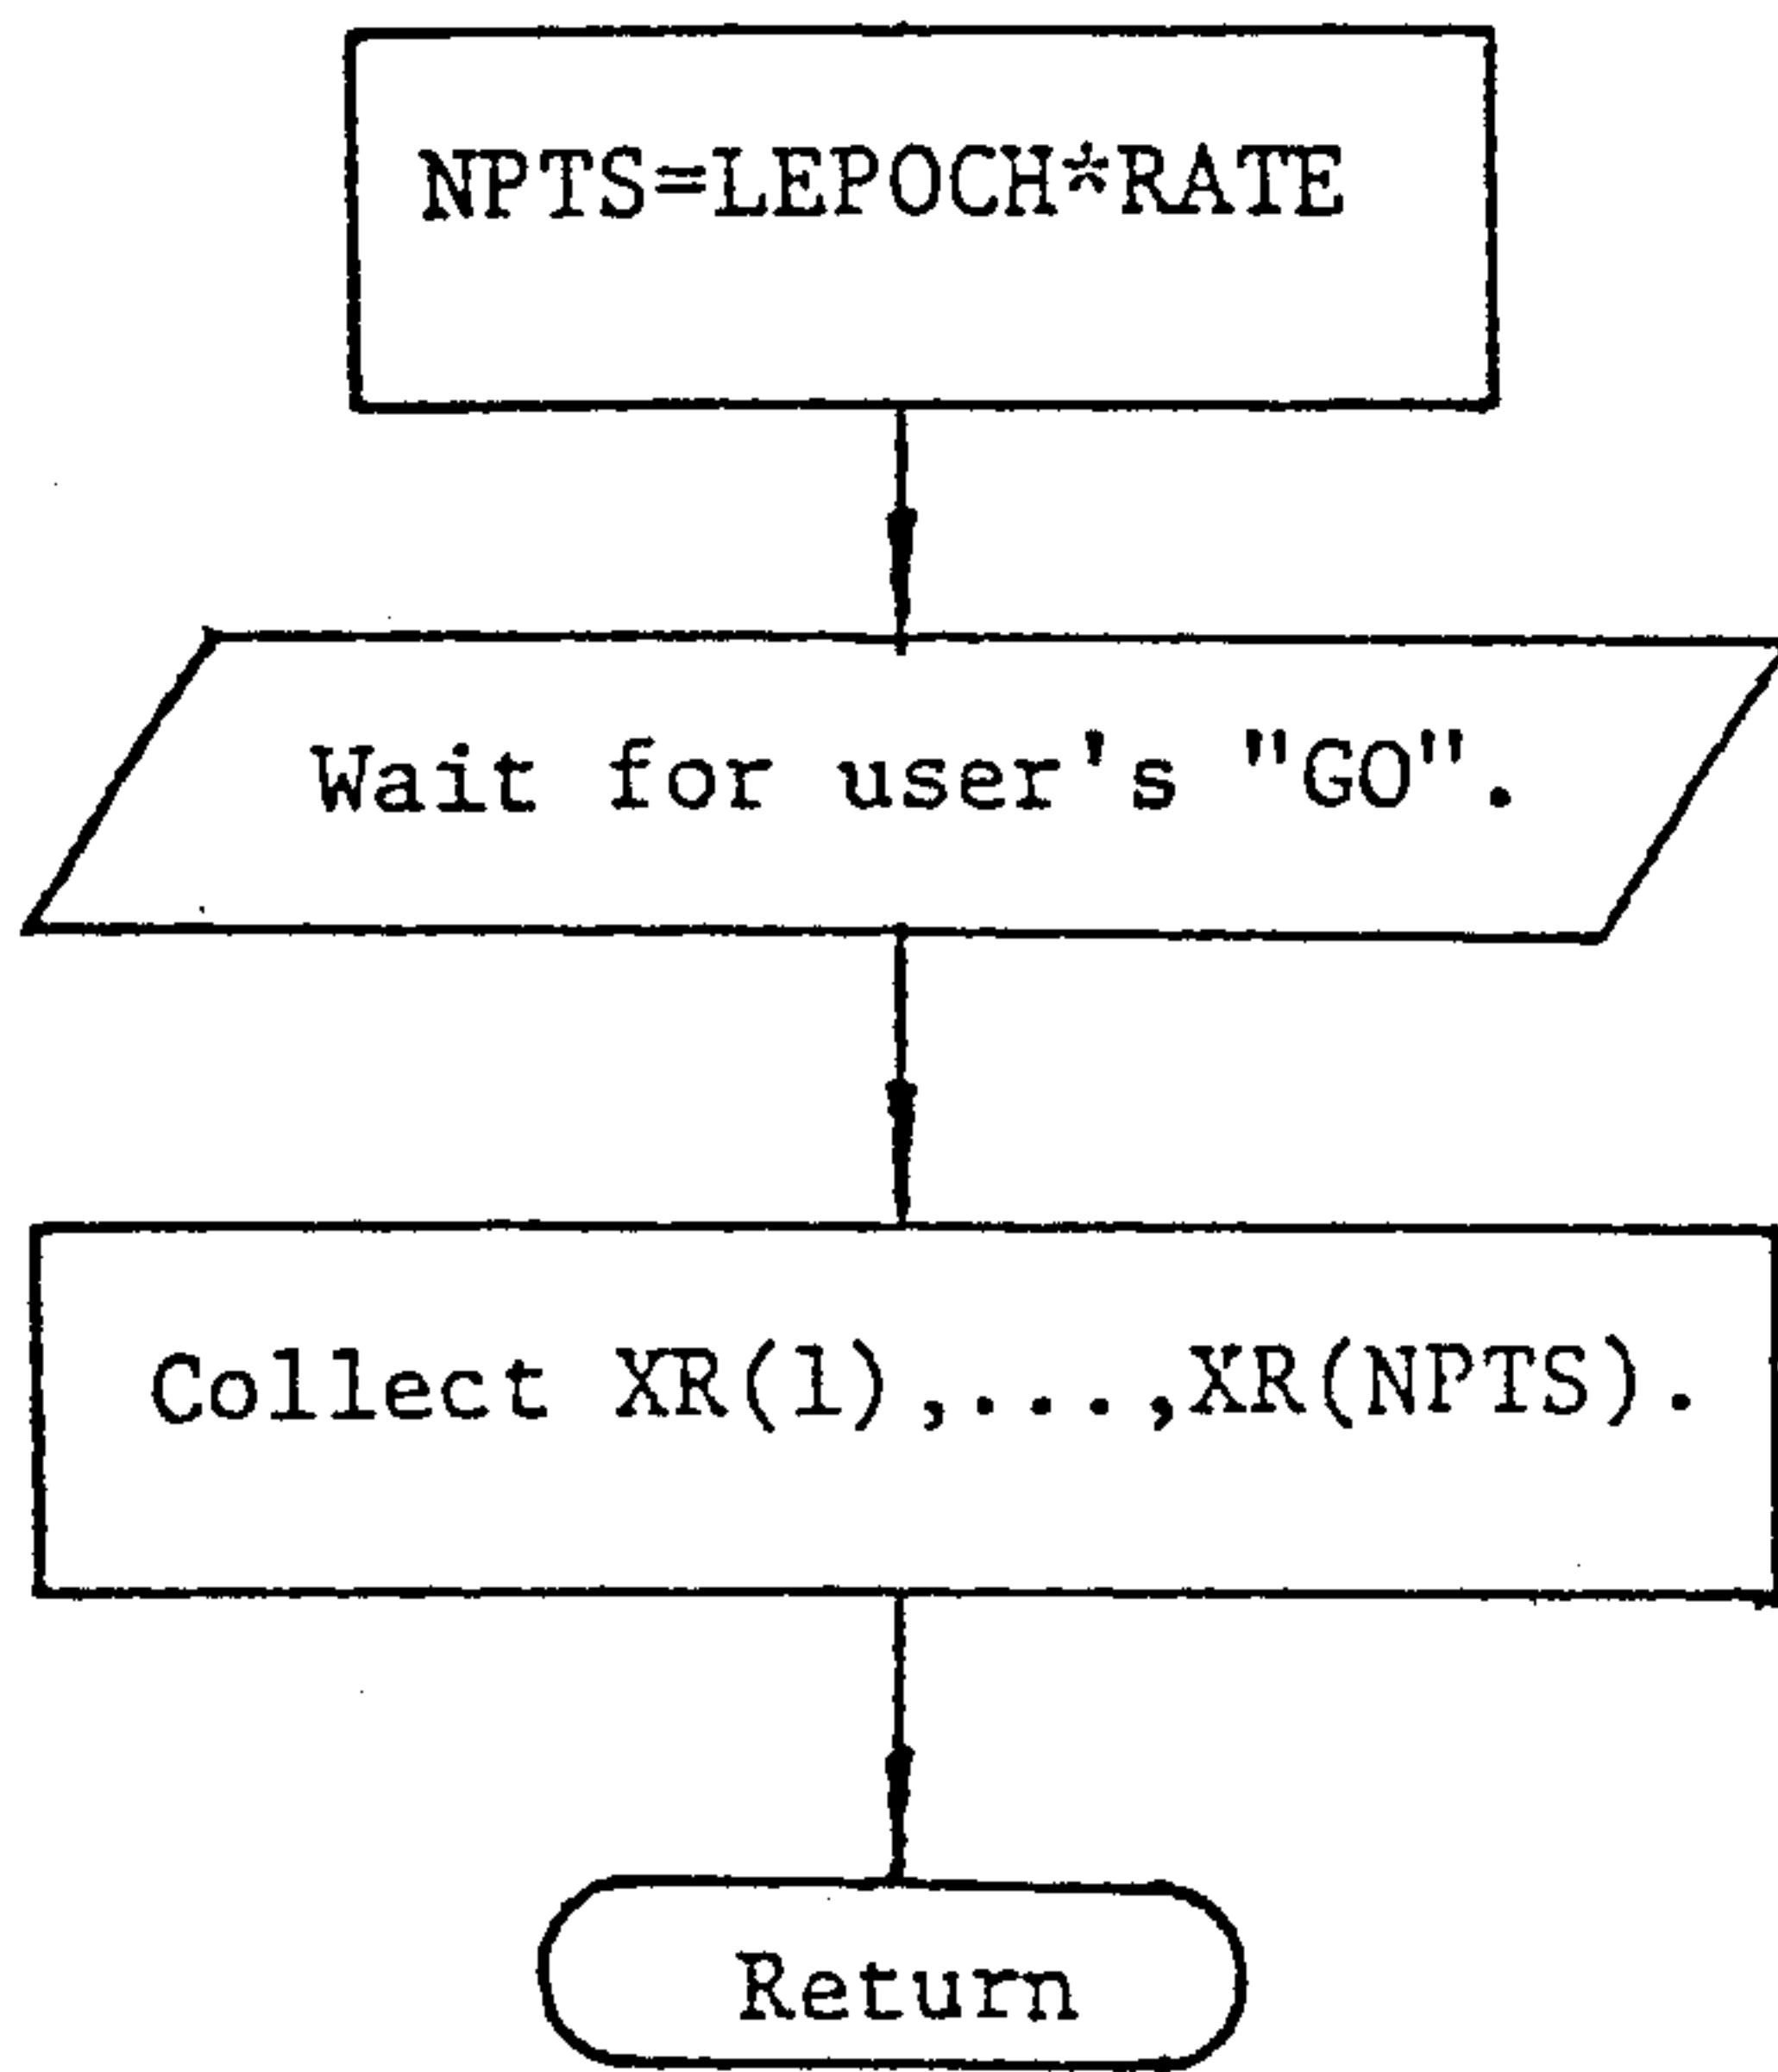 NPTS=LEPOCH*RATE
Wait for user's "GO".
Collect XR(1),...,XR(NPTS).
Return